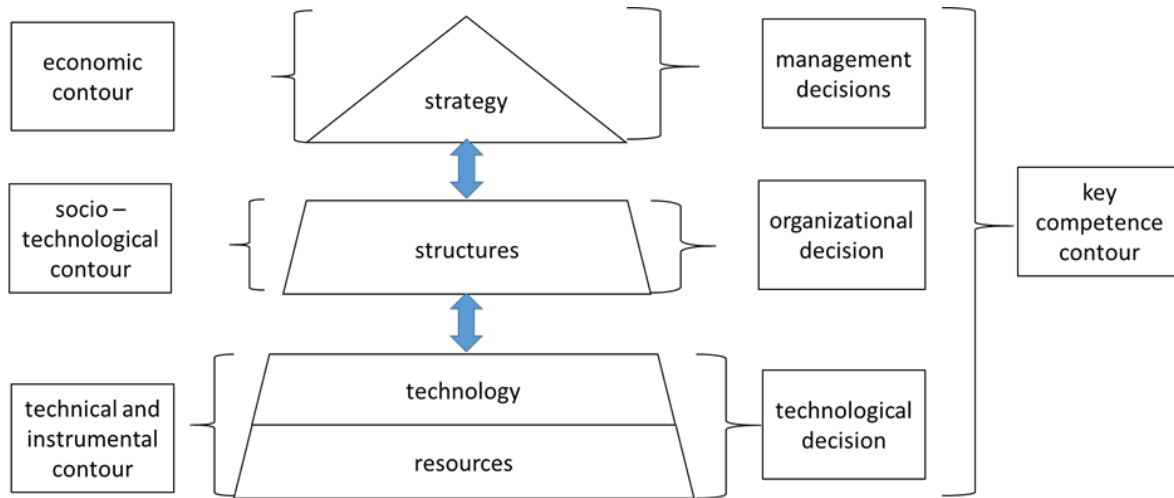 economic
contour
strategy
management
decisions
socio –
technological
contour
structures
organizational
decision
key
competence
contour
technical and
instrumental
contour
technology
resources
technological
decision